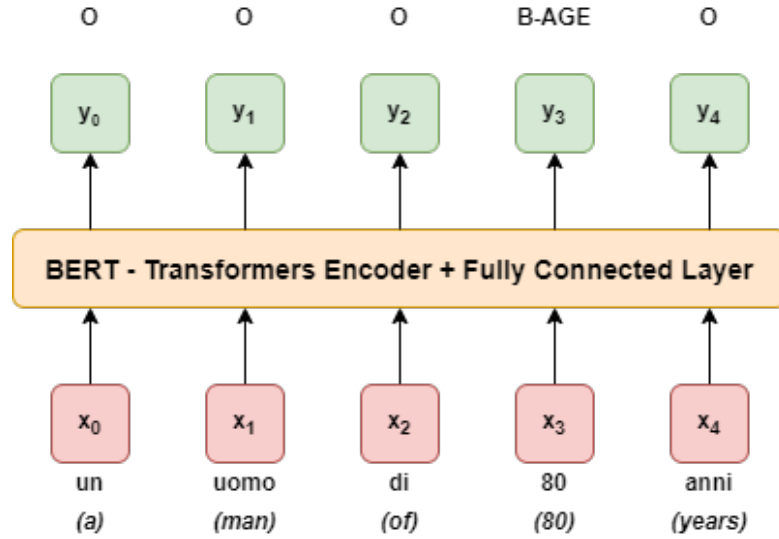 O O O B-AGE O
y₀ y₁ y₂ y₃ y₄
BERT - Transformers Encoder + Fully Connected Layer
x₀ x₁ x₂ x₃ x₄
un uomo di 80 anni
(a) (man) (of) (80) (years)